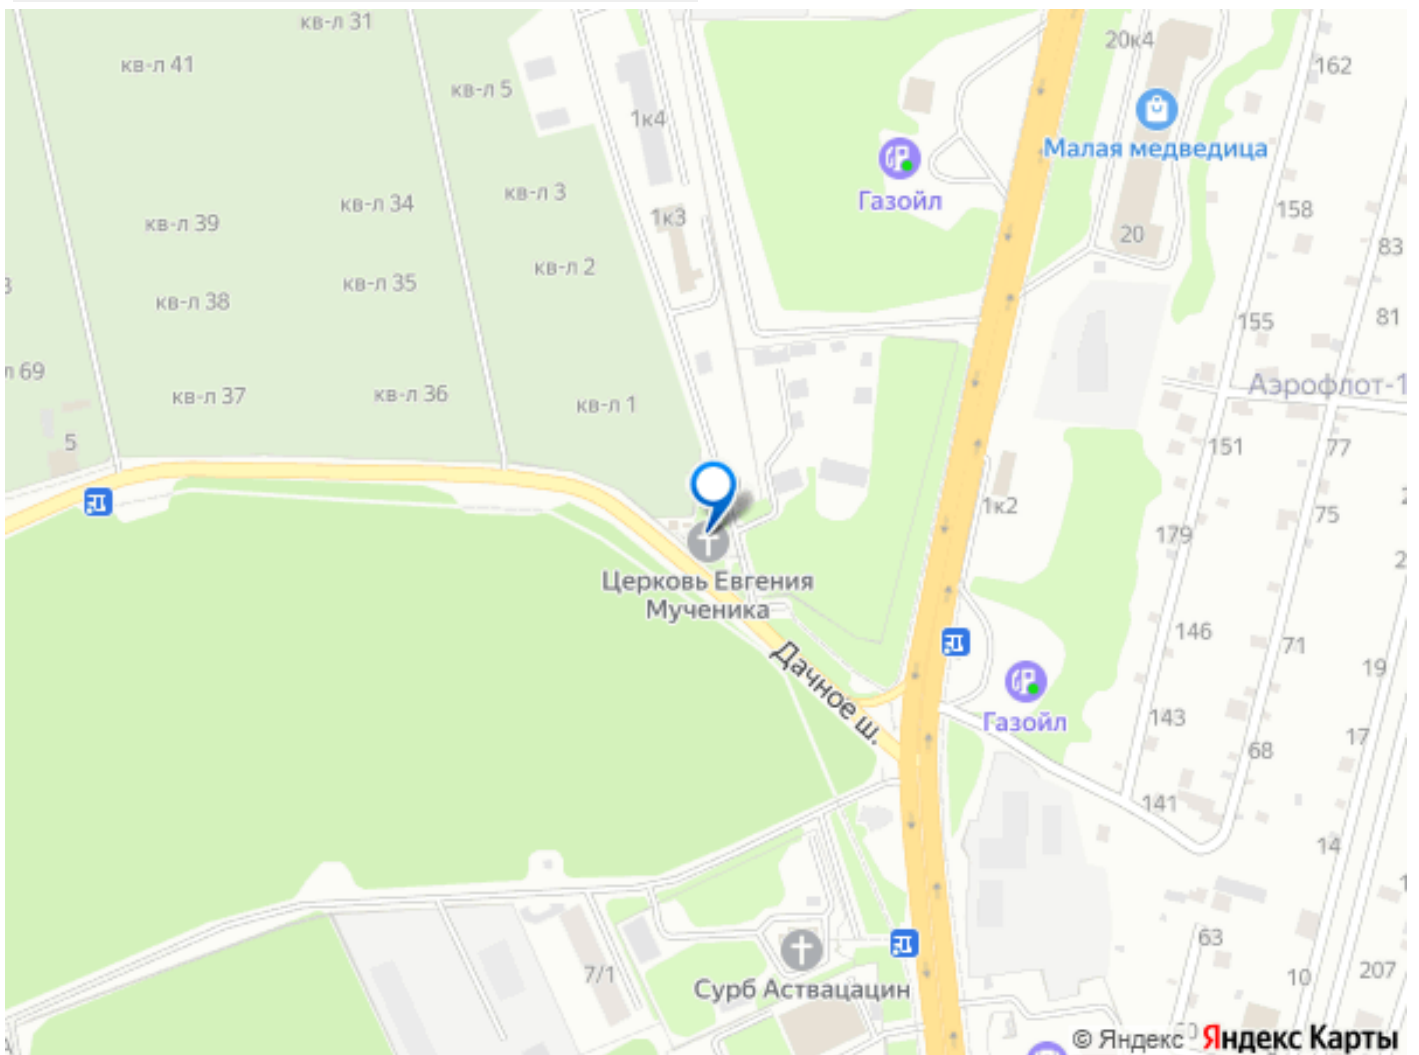 кв-л 31
20к4
кв-л 41
162
кв-л 5
1к4
Малая медведица
кв-л 3
Газойл
кв-л 34
1к3
158
кв-л 39
20
83
кв-л 2
кв-л 35
кв-л 38
155
81
69
Аэрофлот-1
кв-л 37
кв-л 36
кв-л 1
5
151
77
1к2
75
179
Церковь Евгения
Мученика
146
71
19
Дачное ш.
143
Газойл
17
68
141
14
63
7/1
10
207
Сурб Аствацацин
© Яндекс Яндекс Карты